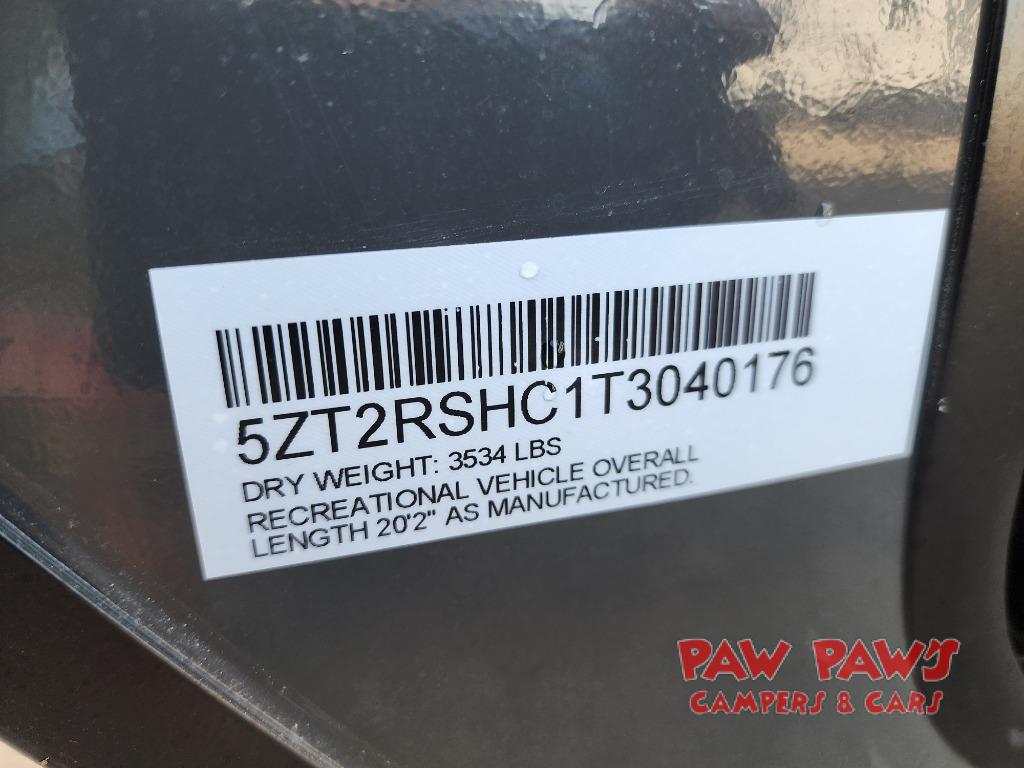 5ZT2RSHC1T3040176
DRY WEIGHT: 3534 LBS
RECREATIONAL VEHICLE OVERALL
LENGTH 20'2" AS MANUFACTURED.
PAW PAW'S
CAMPERS & CARS